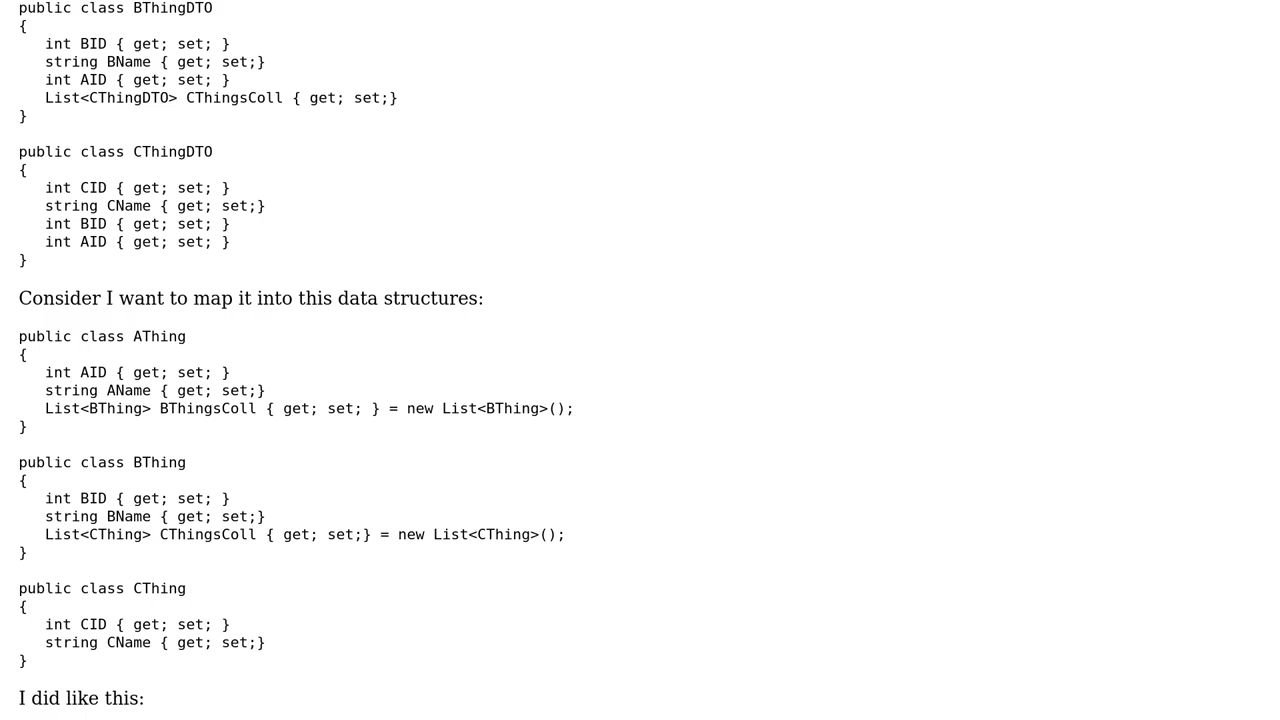 public class BThingDTO
{
   int BID { get; set; }
   string BName { get; set;}
   int AID { get; set; }
   List<CThingDTO> CThingsColl { get; set;}
}

public class CThingDTO
{
   int CID { get; set; }
   string CName { get; set;}
   int BID { get; set; }
   int AID { get; set; }
}

Consider I want to map it into this data structures:

public class AThing
{
   int AID { get; set; }
   string AName { get; set;}
   List<BThing> BThingsColl { get; set; } = new List<BThing>();
}

public class BThing
{
   int BID { get; set; }
   string BName { get; set;}
   List<CThing> CThingsColl { get; set;} = new List<CThing>();
}

public class CThing
{
   int CID { get; set; }
   string CName { get; set;}
}

I did like this: